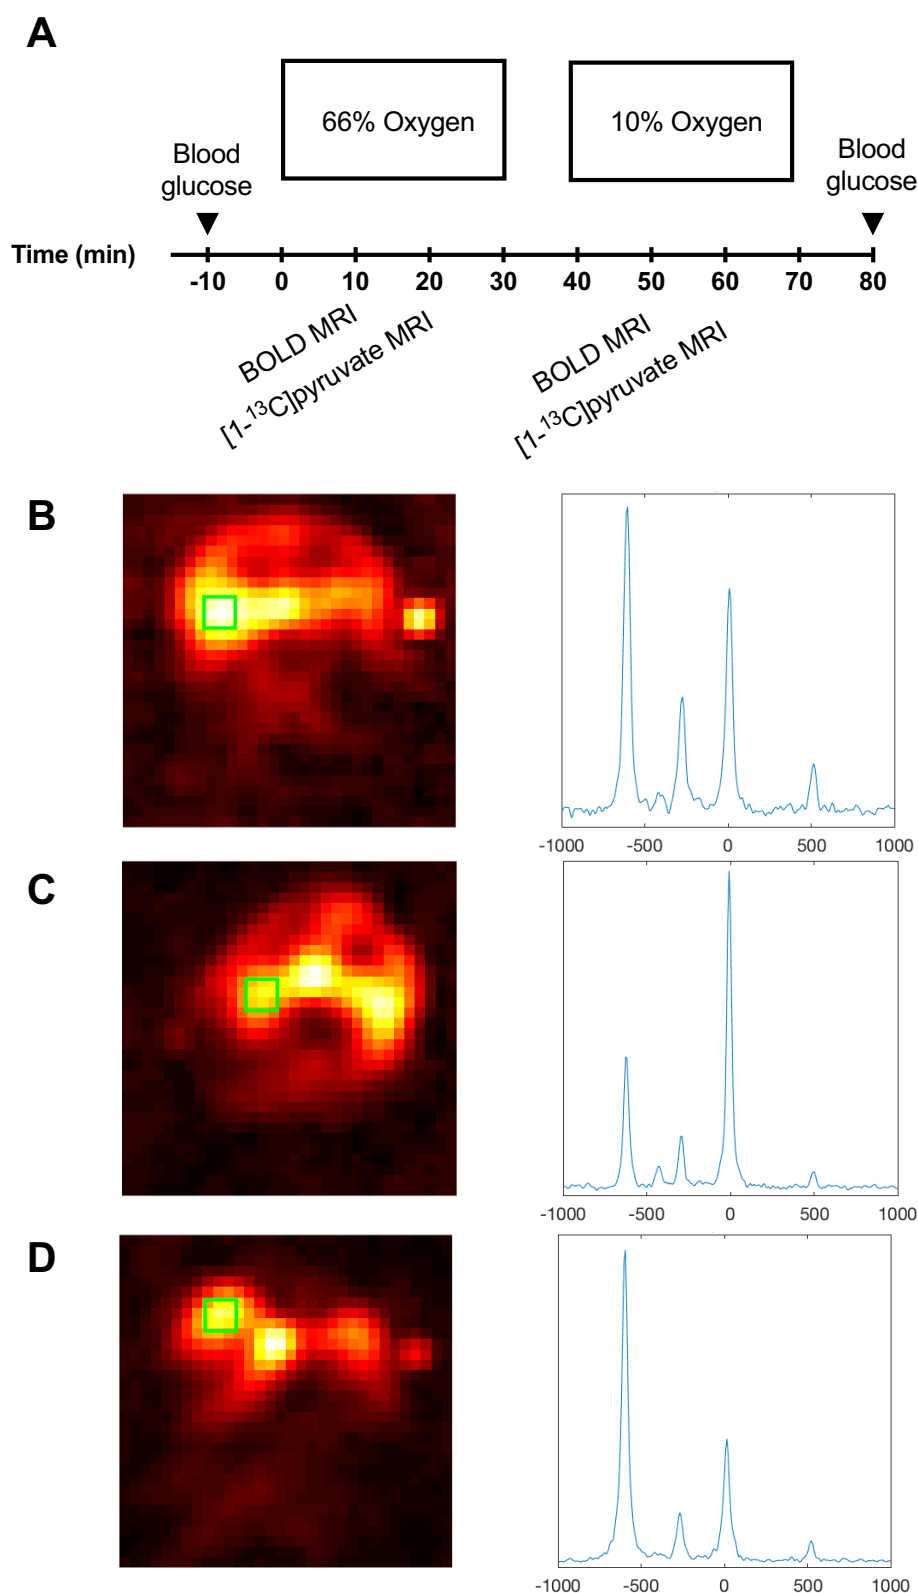 A
66% Oxygen
10% Oxygen
Blood
glucose
Blood
glucose
Time (min)
-10 0 10 20 30 40 50 60 70 80
BOLD MRI
[1-¹³C]pyruvate MRI
BOLD MRI
[1-¹³C]pyruvate MRI
B
-1000 -500 0 500 1000
C
-1000 -500 0 500 1000
D
-1000 -500 0 500 1000